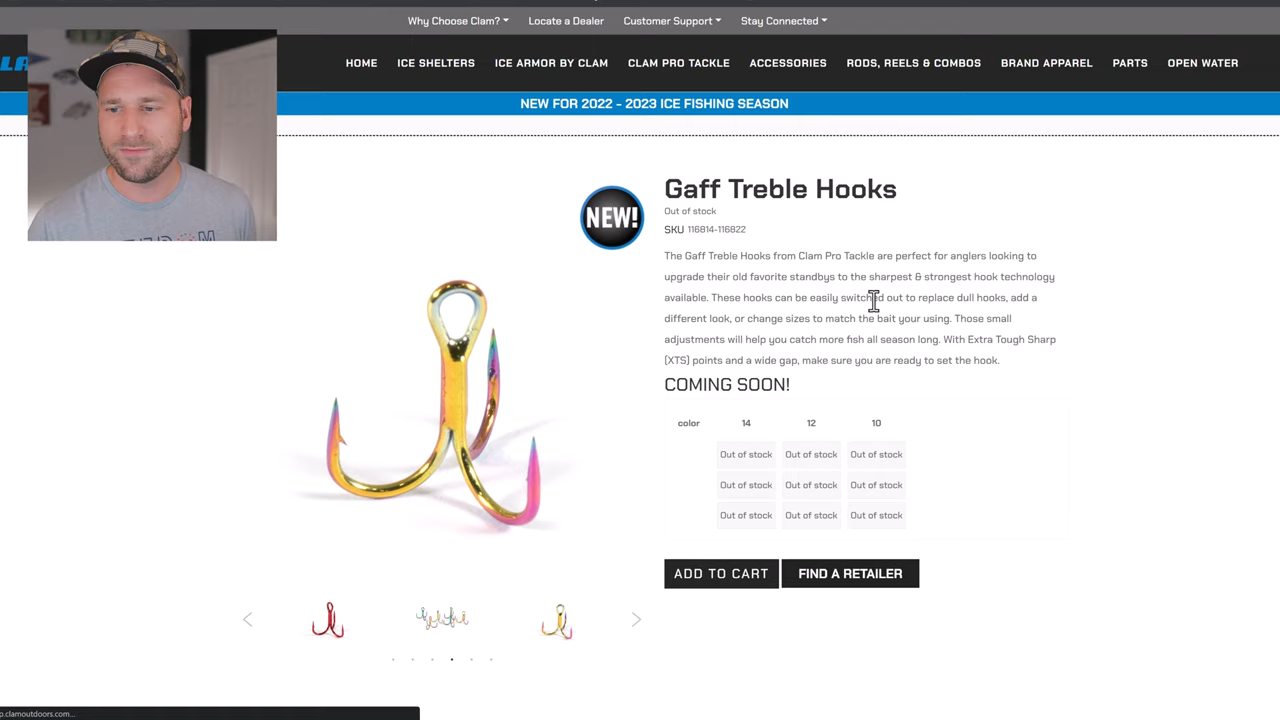 Why Choose Clam? Locate a Dealer Customer Support Stay Connected
HOME ICE SHELTERS ICE ARMOR BY CLAM CLAM PRO TACKLE ACCESSORIES RODS, REELS & COMBOS BRAND APPAREL PARTS OPEN WATER
NEW FOR 2022 - 2023 ICE FISHING SEASON
NEW!
Gaff Treble Hooks
Out of stock
SKU 116814-116822
The Gaff Treble Hooks from Clam Pro Tackle are perfect for anglers looking to
upgrade their old favorite standbys to the sharpest & strongest hook technology
available. These hooks can be easily switched out to replace dull hooks, add a
different look, or change sizes to match the bait your using. Those small
adjustments will help you catch more fish all season long. With Extra Tough Sharp
(XTS) points and a wide gap, make sure you are ready to set the hook.
COMING SOON!
color 14 12 10
Out of stock Out of stock Out of stock
Out of stock Out of stock Out of stock
Out of stock Out of stock Out of stock
ADD TO CART FIND A RETAILER
p.clamoutdoors.com...